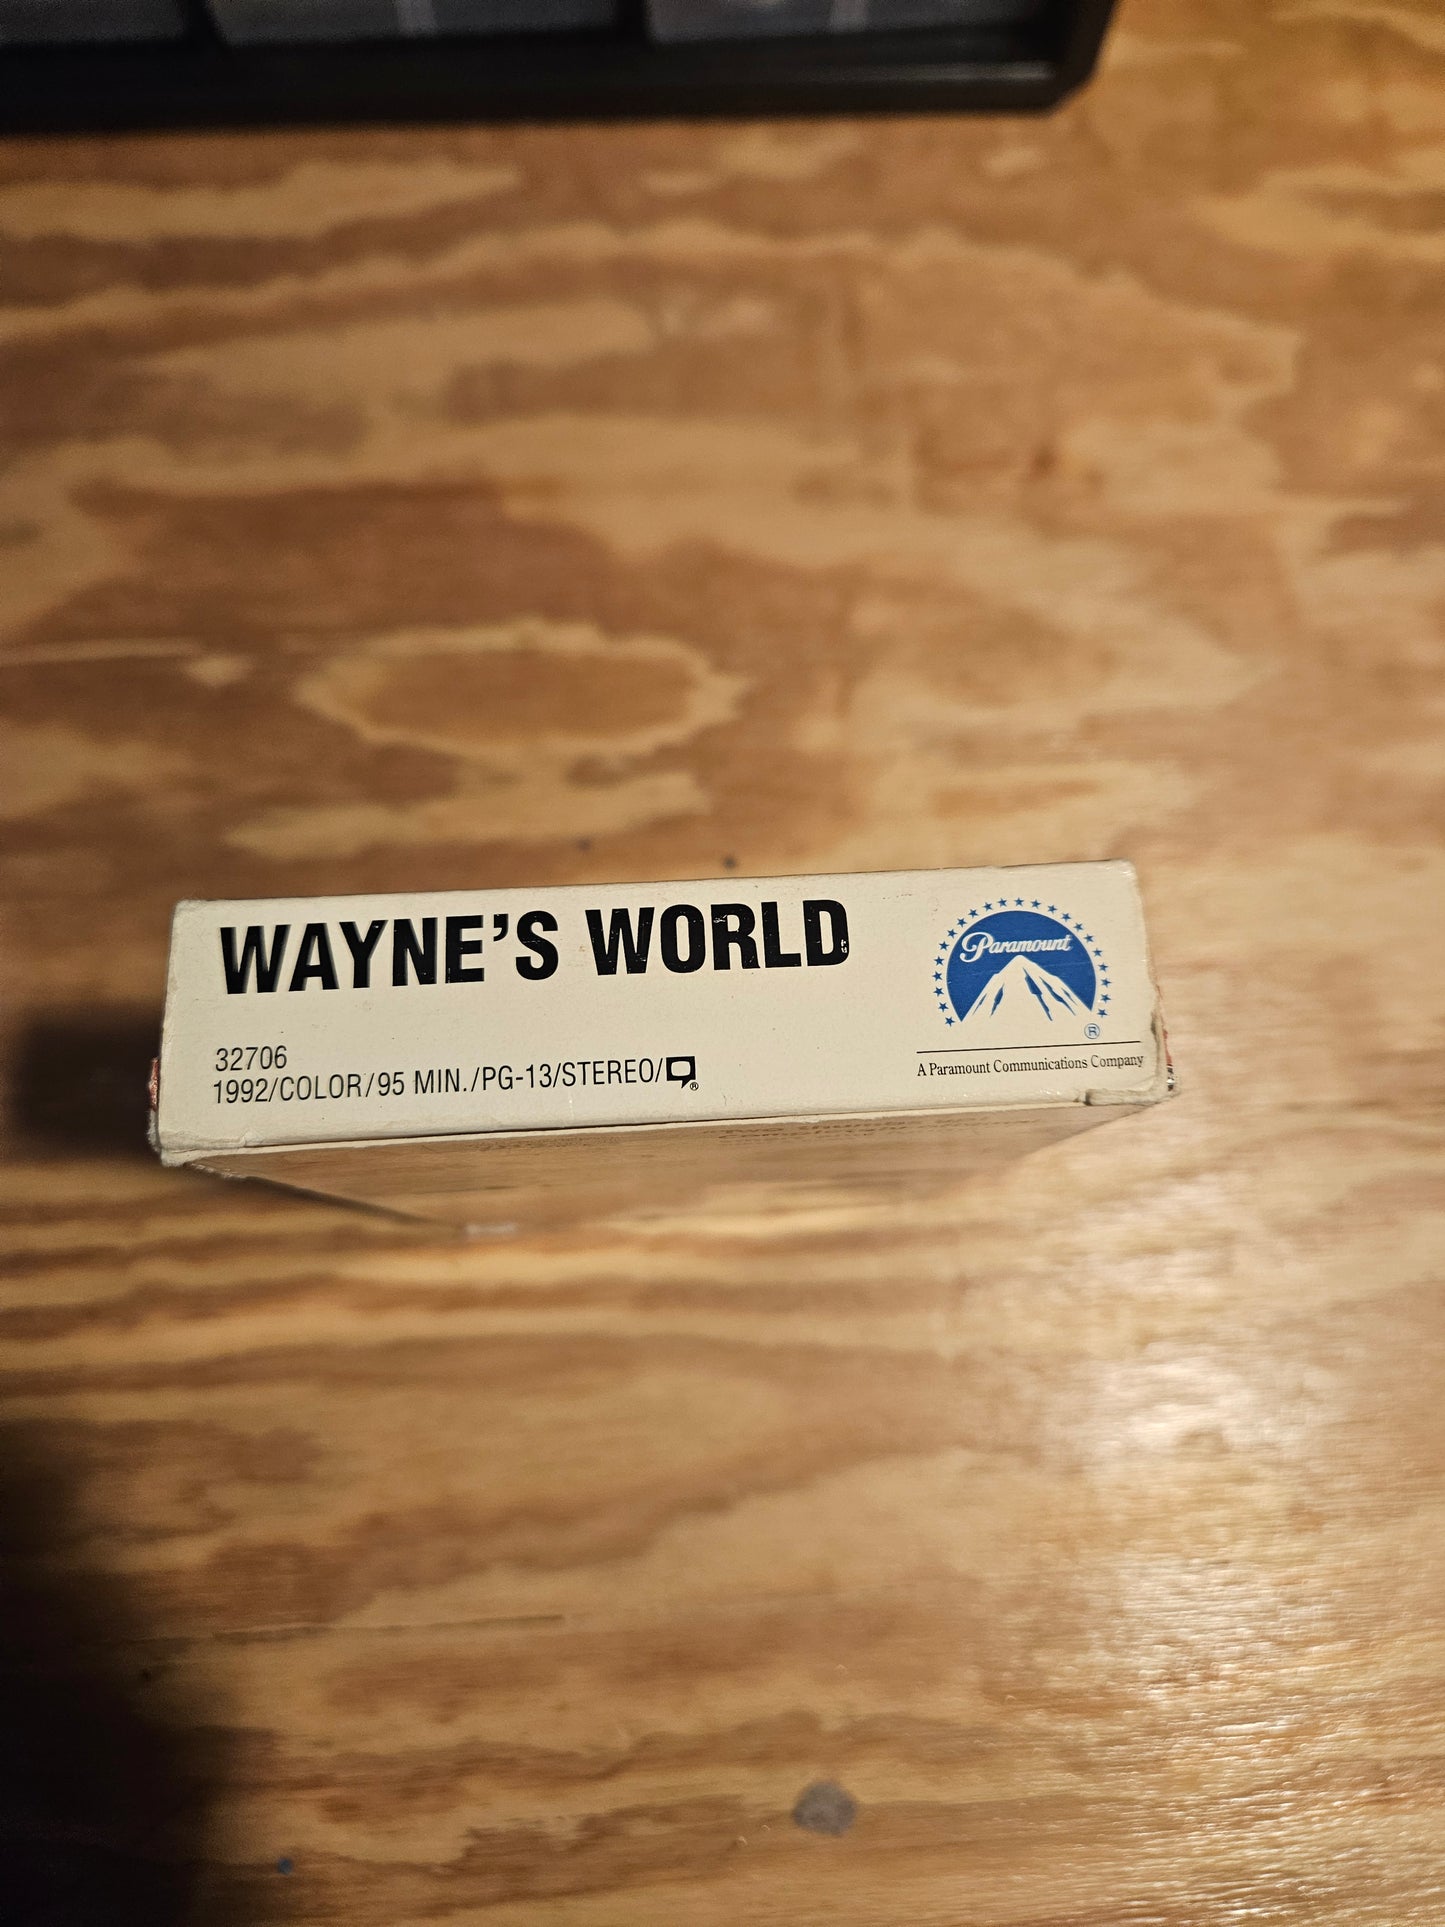 WAYNE'S WORLD
32706
1992/COLOR/95 MIN./PG-13/STEREO/
®
Paramount
®
A Paramount Communications Company